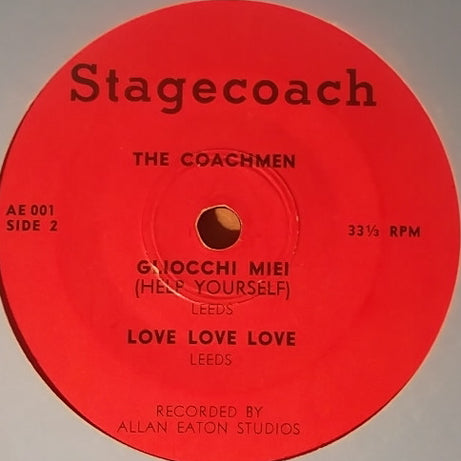 Stagecoach
THE COACHMEN
AE 001
SIDE 2
33⅓ RPM
GLIOCCHI MIEI
(HELP YOURSELF)
LEEDS
LOVE LOVE LOVE
LEEDS
RECORDED BY
ALLAN EATON STUDIOS